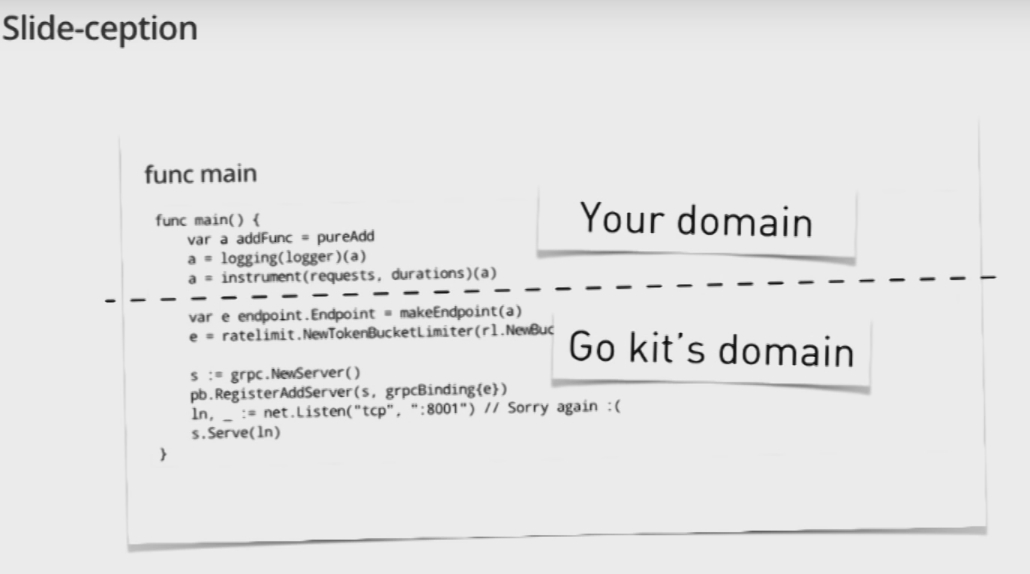 Slide-ception
func main
func main() {
var a addFunc = pureAdd
a = logging(logger)(a)
a = instrument(requests, durations)(a)
Your domain
var e endpoint.Endpoint = makeEndpoint(a)
e = ratelimit.NewTokenBucketLimiter(rl.NewBuc
Go kit's domain
s := grpc.NewServer()
pb.RegisterAddServer(s, grpcBinding{e})
ln, _ := net.Listen("tcp", ":8001") // Sorry again :(
s.Serve(ln)
}